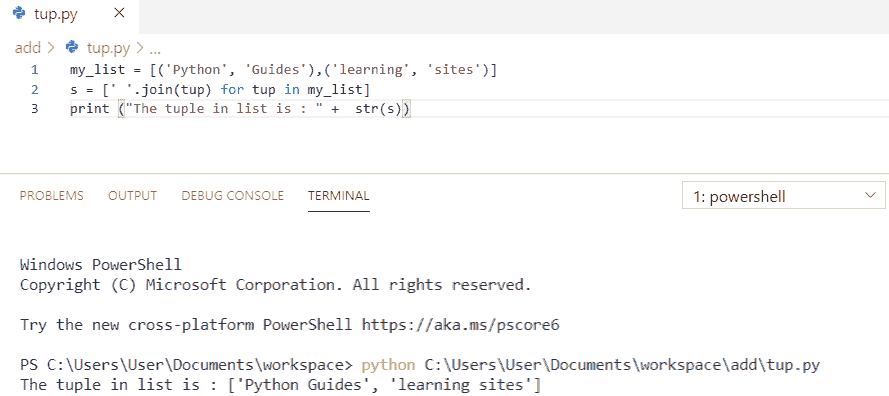 tup.py ×
add > tup.py > ...
1 my_list = [('Python', 'Guides'),('learning', 'sites')]
2 s = [' '.join(tup) for tup in my_list]
3 print ("The tuple in list is : " +  str(s))
PROBLEMS OUTPUT DEBUG CONSOLE TERMINAL 1: powershell
Windows PowerShell
Copyright (C) Microsoft Corporation. All rights reserved.
Try the new cross-platform PowerShell https://aka.ms/pscore6
PS C:\Users\User\Documents\workspace> python C:\Users\User\Documents\workspace\add\tup.py
The tuple in list is : ['Python Guides', 'learning sites']